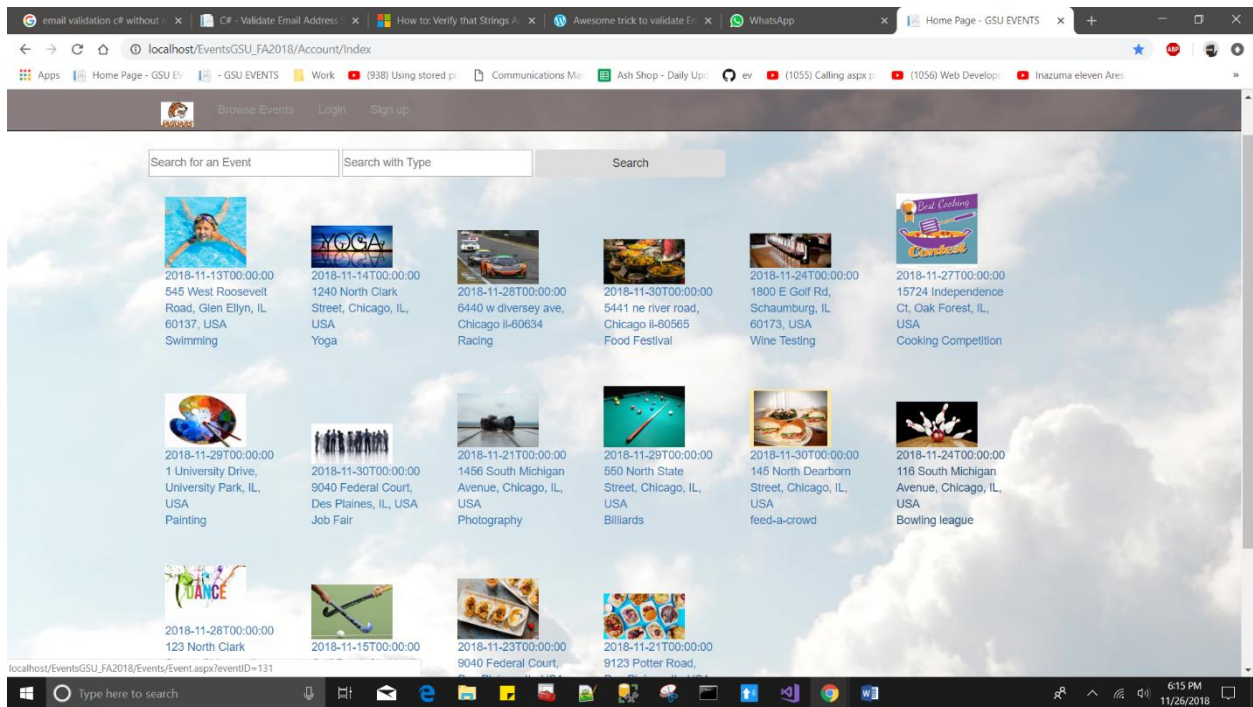 email validation c# without r
C# - Validate Email Address
How to: Verify that Strings A
Awesome trick to validate Em
WhatsApp
Home Page - GSU EVENTS
localhost/EventsGSU_FA2018/Account/Index
ABP
Apps
Home Page - GSU EV
- GSU EVENTS
Work
(938) Using stored p
Communications Ma
Ash Shop - Daily Upd
ev
(1055) Calling aspx p
(1056) Web Developr
Inazuma eleven Ares
JAGUARS
Browse Events
Login
Sign up
Search for an Event
Search with Type
Search
2018-11-13T00:00:00
545 West Roosevelt
Road, Glen Ellyn, IL
60137, USA
Swimming
YOGA
2018-11-14T00:00:00
1240 North Clark
Street, Chicago, IL,
USA
Yoga
2018-11-28T00:00:00
6440 w diversey ave,
Chicago il-60634
Racing
2018-11-30T00:00:00
5441 ne river road,
Chicago il-60565
Food Festival
2018-11-24T00:00:00
1800 E Golf Rd,
Schaumburg, IL
60173, USA
Wine Testing
Best Cooking
Contest
2018-11-27T00:00:00
15724 Independence
Ct, Oak Forest, IL,
USA
Cooking Competition
2018-11-29T00:00:00
1 University Drive,
University Park, IL,
USA
Painting
2018-11-30T00:00:00
9040 Federal Court,
Des Plaines, IL, USA
Job Fair
2018-11-21T00:00:00
1456 South Michigan
Avenue, Chicago, IL,
USA
Photography
2018-11-29T00:00:00
550 North State
Street, Chicago, IL,
USA
Billiards
2018-11-30T00:00:00
145 North Dearborn
Street, Chicago, IL,
USA
feed-a-crowd
2018-11-24T00:00:00
116 South Michigan
Avenue, Chicago, IL,
USA
Bowling league
DANCE
2018-11-28T00:00:00
123 North Clark
2018-11-15T00:00:00
2018-11-23T00:00:00
9040 Federal Court,
2018-11-21T00:00:00
9123 Potter Road,
localhost/EventsGSU_FA2018/Events/Event.aspx?eventID=131
Type here to search
6:15 PM
11/26/2018